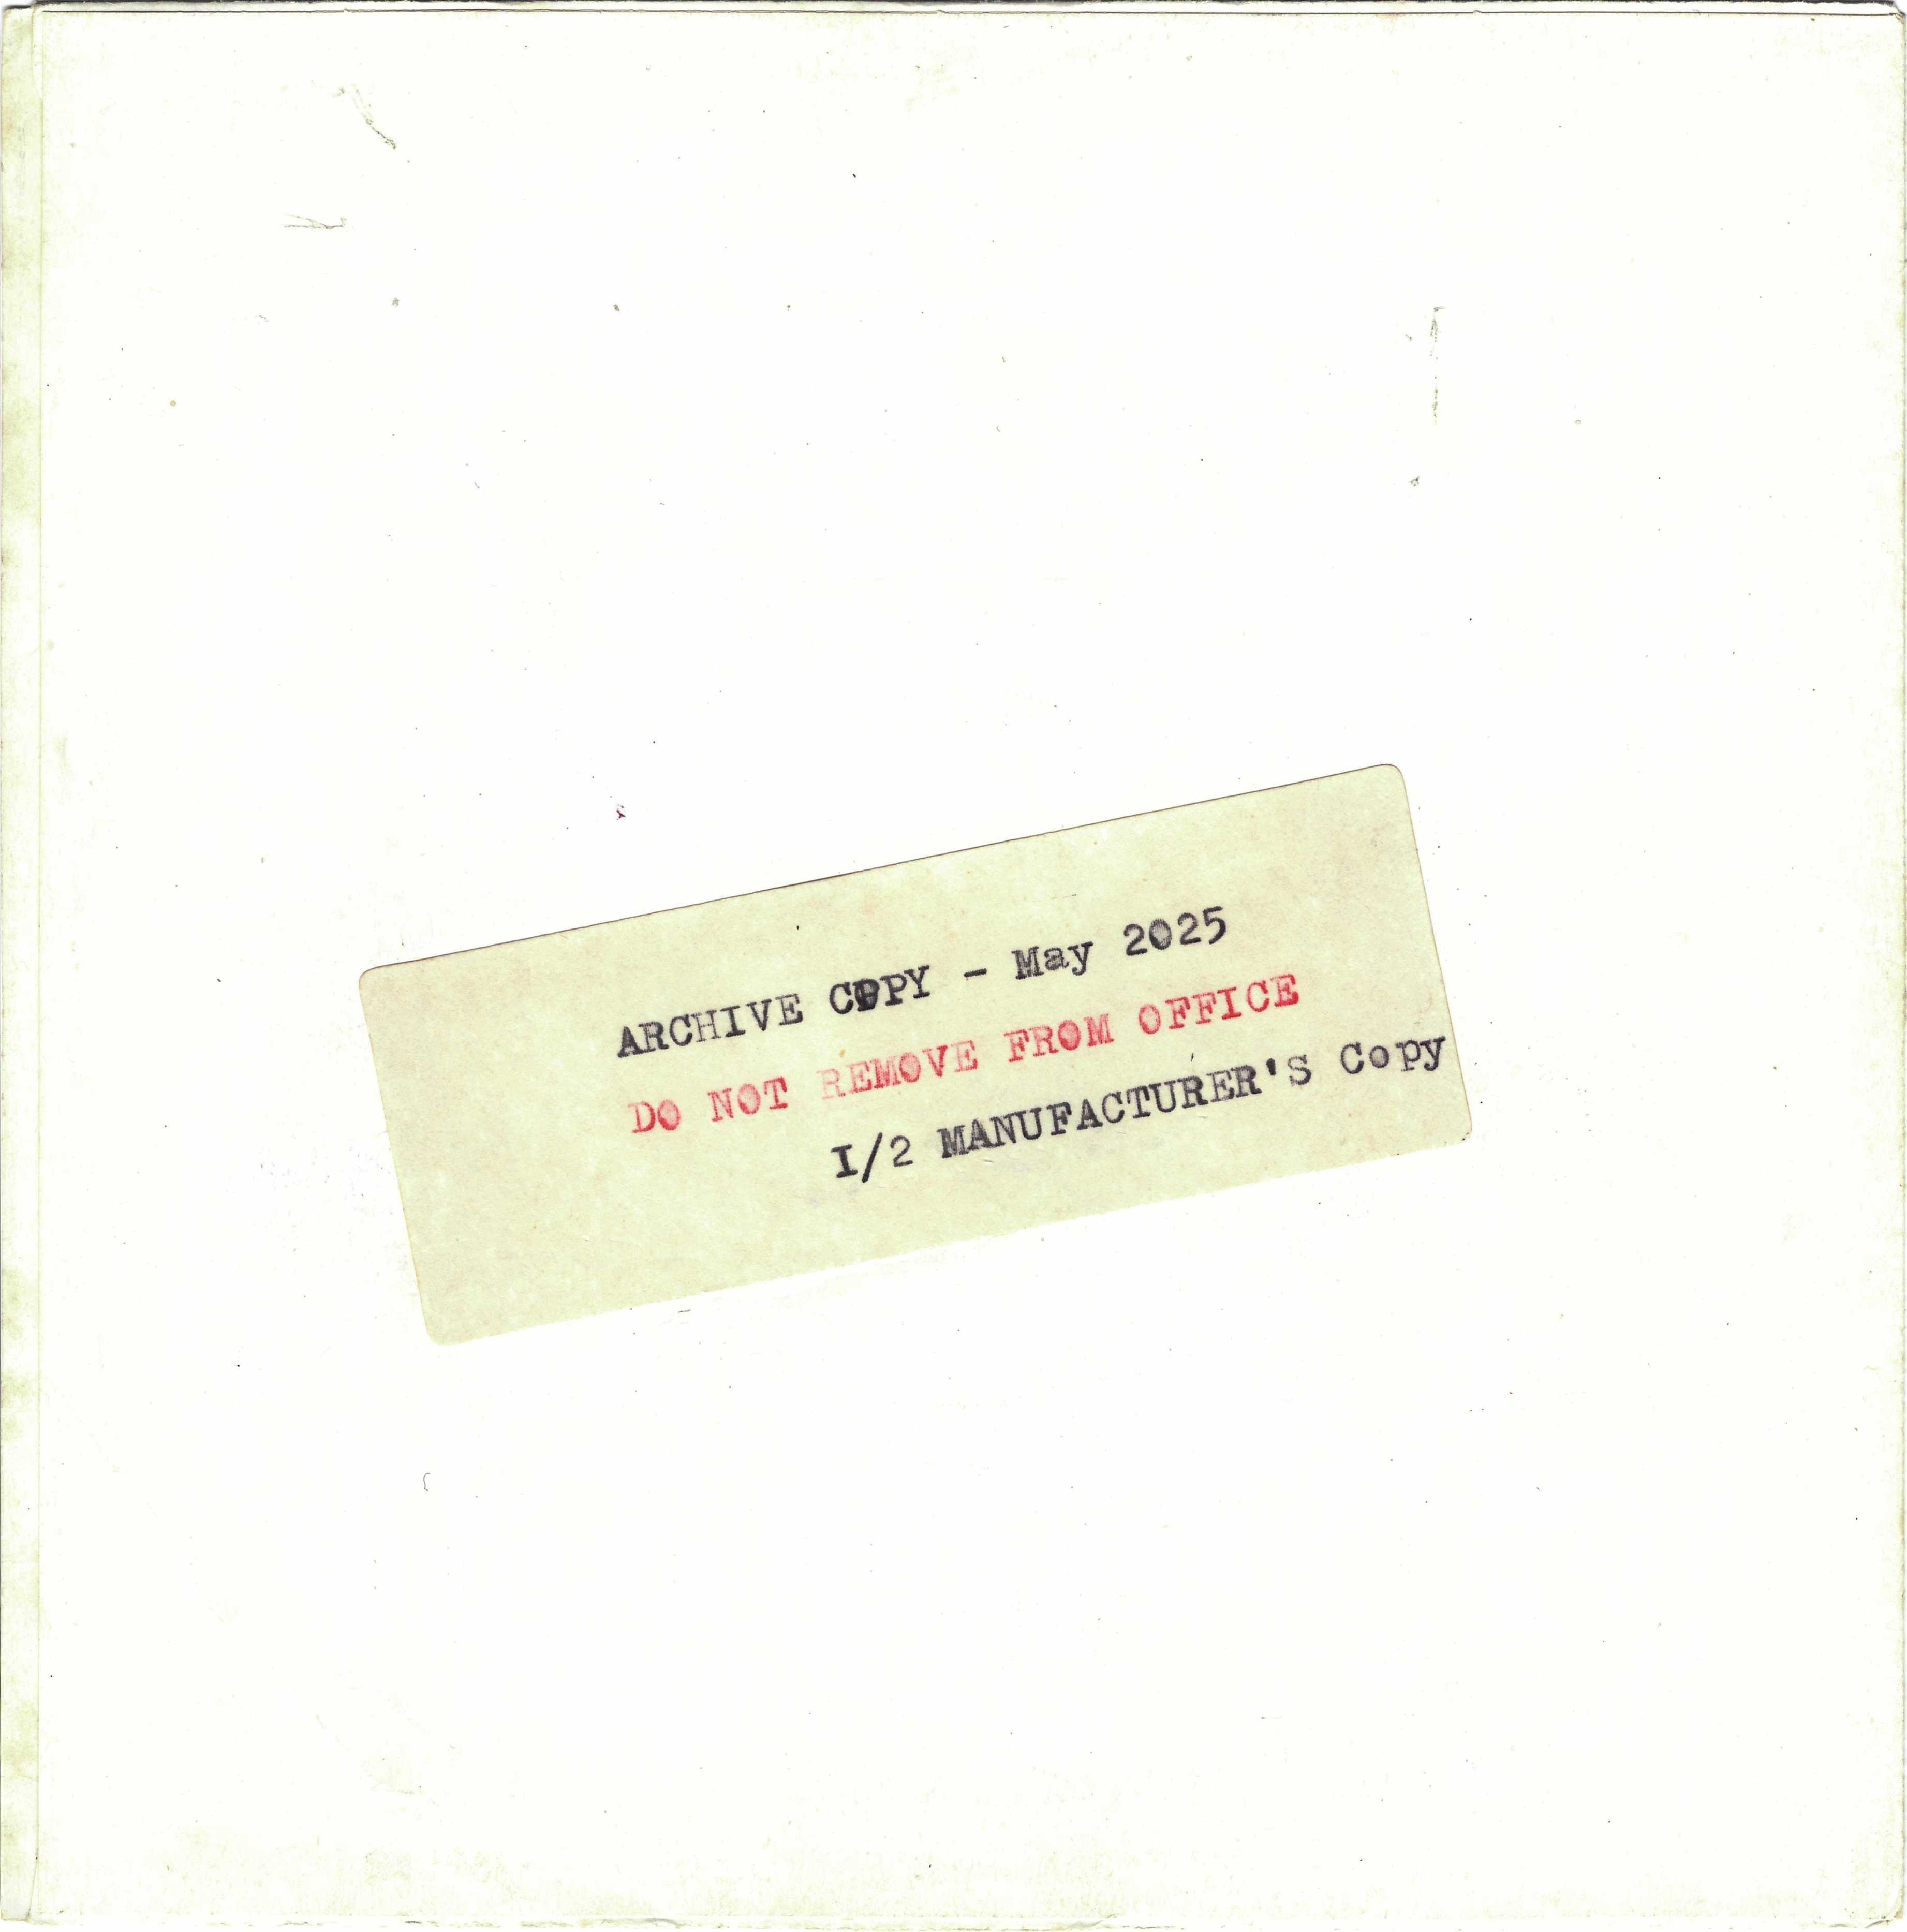 ARCHIVE COPY - May 2025
DO NOT REMOVE FROM OFFICE
I/2 MANUFACTURER'S Copy